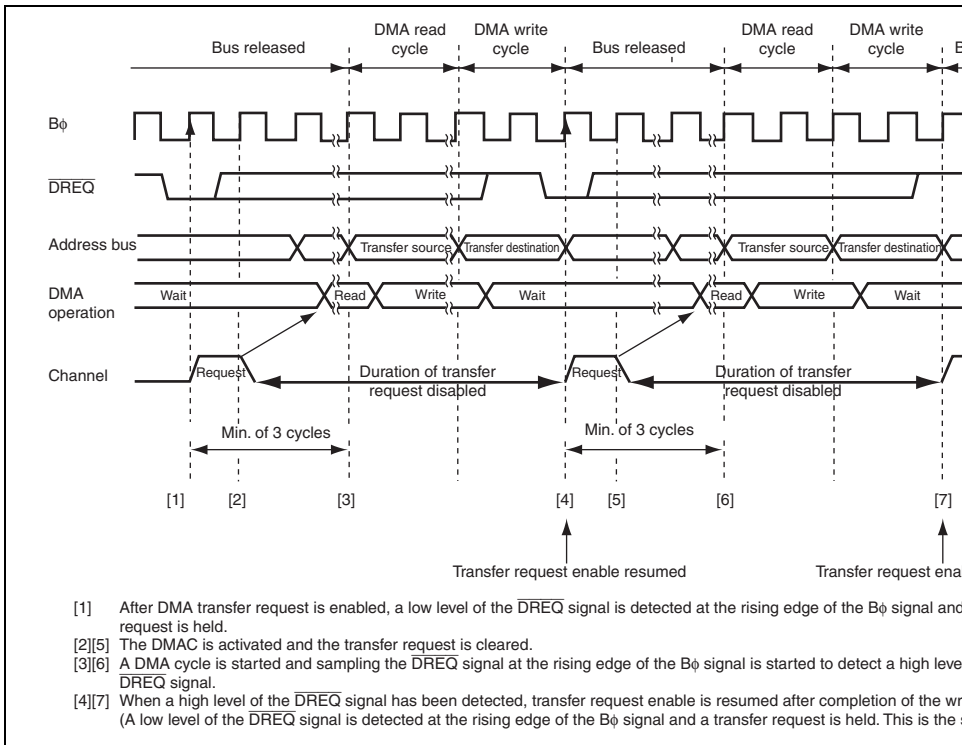 DMA read cycle
DMA write cycle
DMA read cycle
DMA write cycle
Bus released
Bus released
B
Bφ
DREQ
Address bus
Transfer source
Transfer destination
Transfer source
Transfer destination
DMA operation
Wait
Read
Write
Wait
Read
Write
Wait
Channel
Request
Duration of transfer request disabled
Request
Duration of transfer request disabled
Min. of 3 cycles
Min. of 3 cycles
[1]
[2]
[3]
[4]
[5]
[6]
[7]
Transfer request enable resumed
Transfer request ena
[1] After DMA transfer request is enabled, a low level of the DREQ signal is detected at the rising edge of the Bφ signal and
request is held.
[2][5] The DMAC is activated and the transfer request is cleared.
[3][6] A DMA cycle is started and sampling the DREQ signal at the rising edge of the Bφ signal is started to detect a high leve
DREQ signal.
[4][7] When a high level of the DREQ signal has been detected, transfer request enable is resumed after completion of the wr
(A low level of the DREQ signal is detected at the rising edge of the Bφ signal and a transfer request is held. This is the s